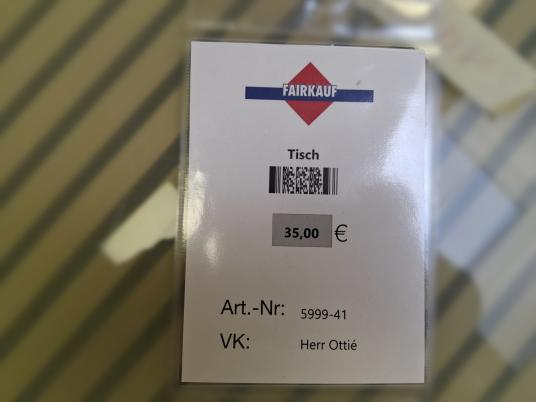 FAIRKAUF
Tisch
35,00 €
Art.-Nr: 5999-41
VK: Herr Ottié